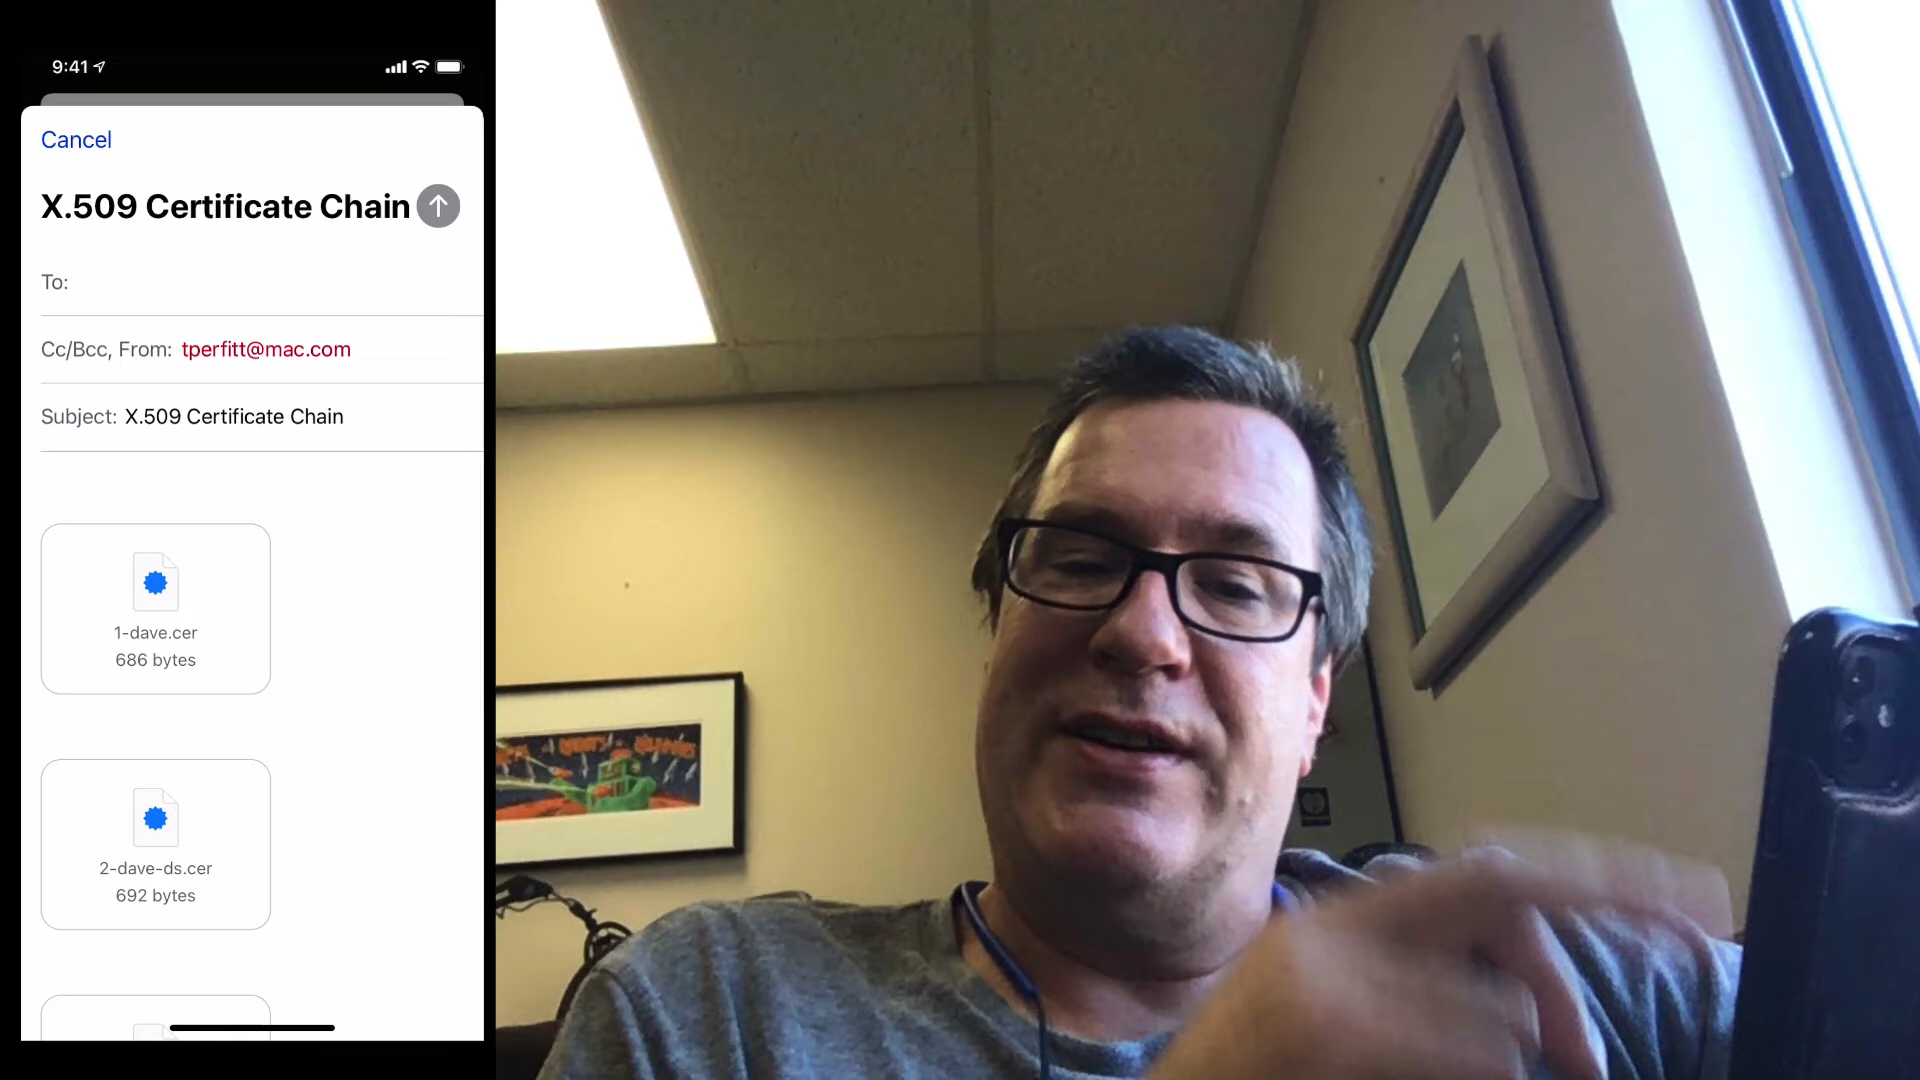 9:41
Cancel
X.509 Certificate Chain
To:
Cc/Bcc, From: tperfitt@mac.com
Subject: X.509 Certificate Chain
1-dave.cer
686 bytes
2-dave-ds.cer
692 bytes